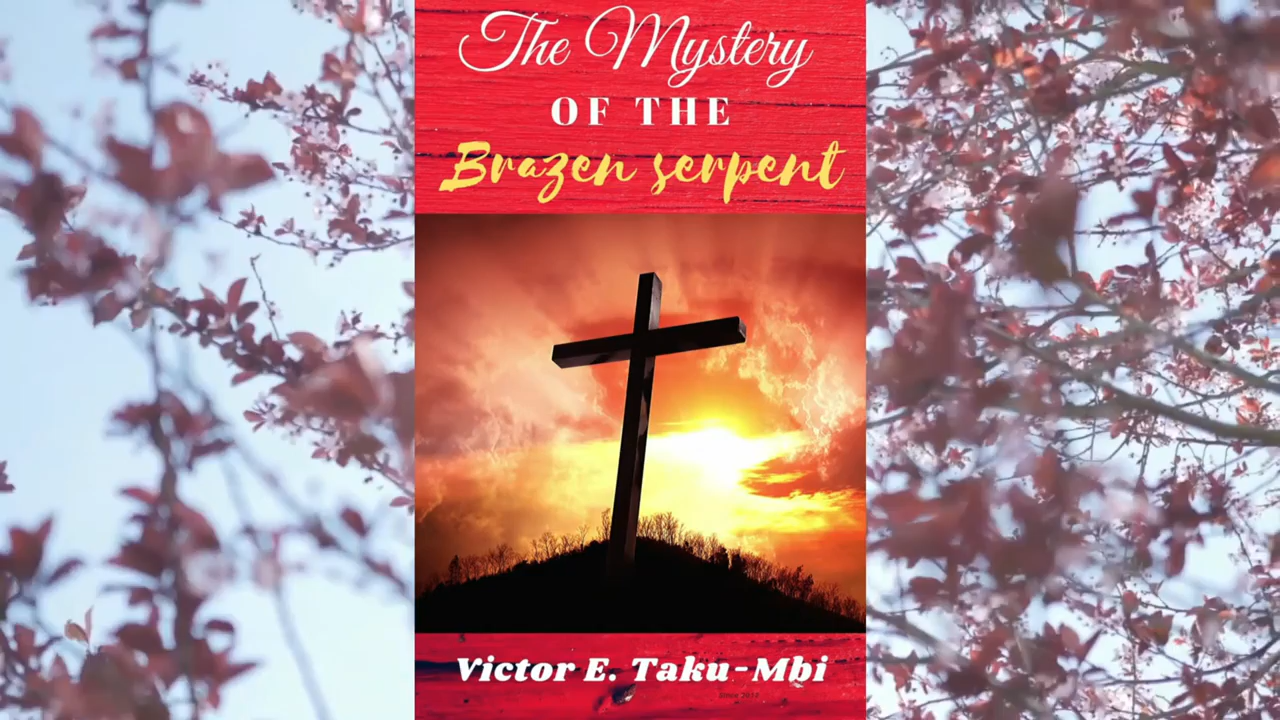 The Mystery
OF THE
Brazen serpent
Victor E. Taku-Mbi